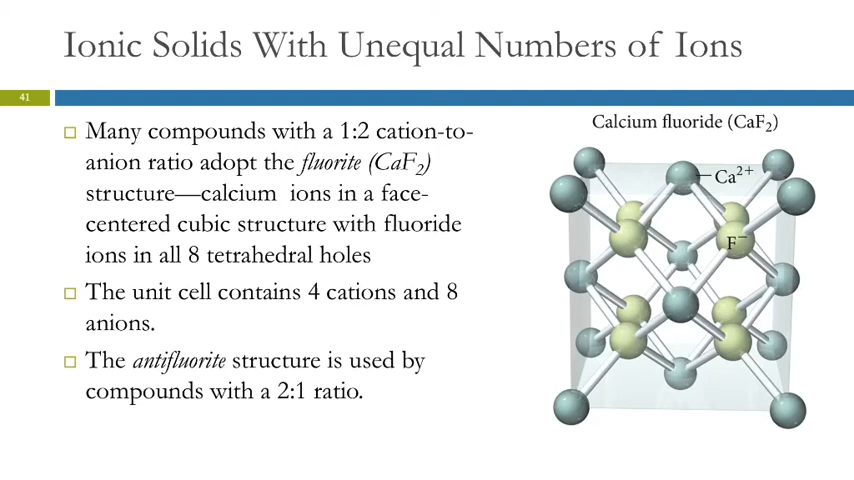 Ionic Solids With Unequal Numbers of Ions
41
Many compounds with a 1:2 cation-to-
anion ratio adopt the fluorite (CaF₂)
structure—calcium ions in a face-
centered cubic structure with fluoride
ions in all 8 tetrahedral holes
The unit cell contains 4 cations and 8
anions.
The antifluorite structure is used by
compounds with a 2:1 ratio.
Calcium fluoride (CaF₂)
Ca²⁺
F⁻